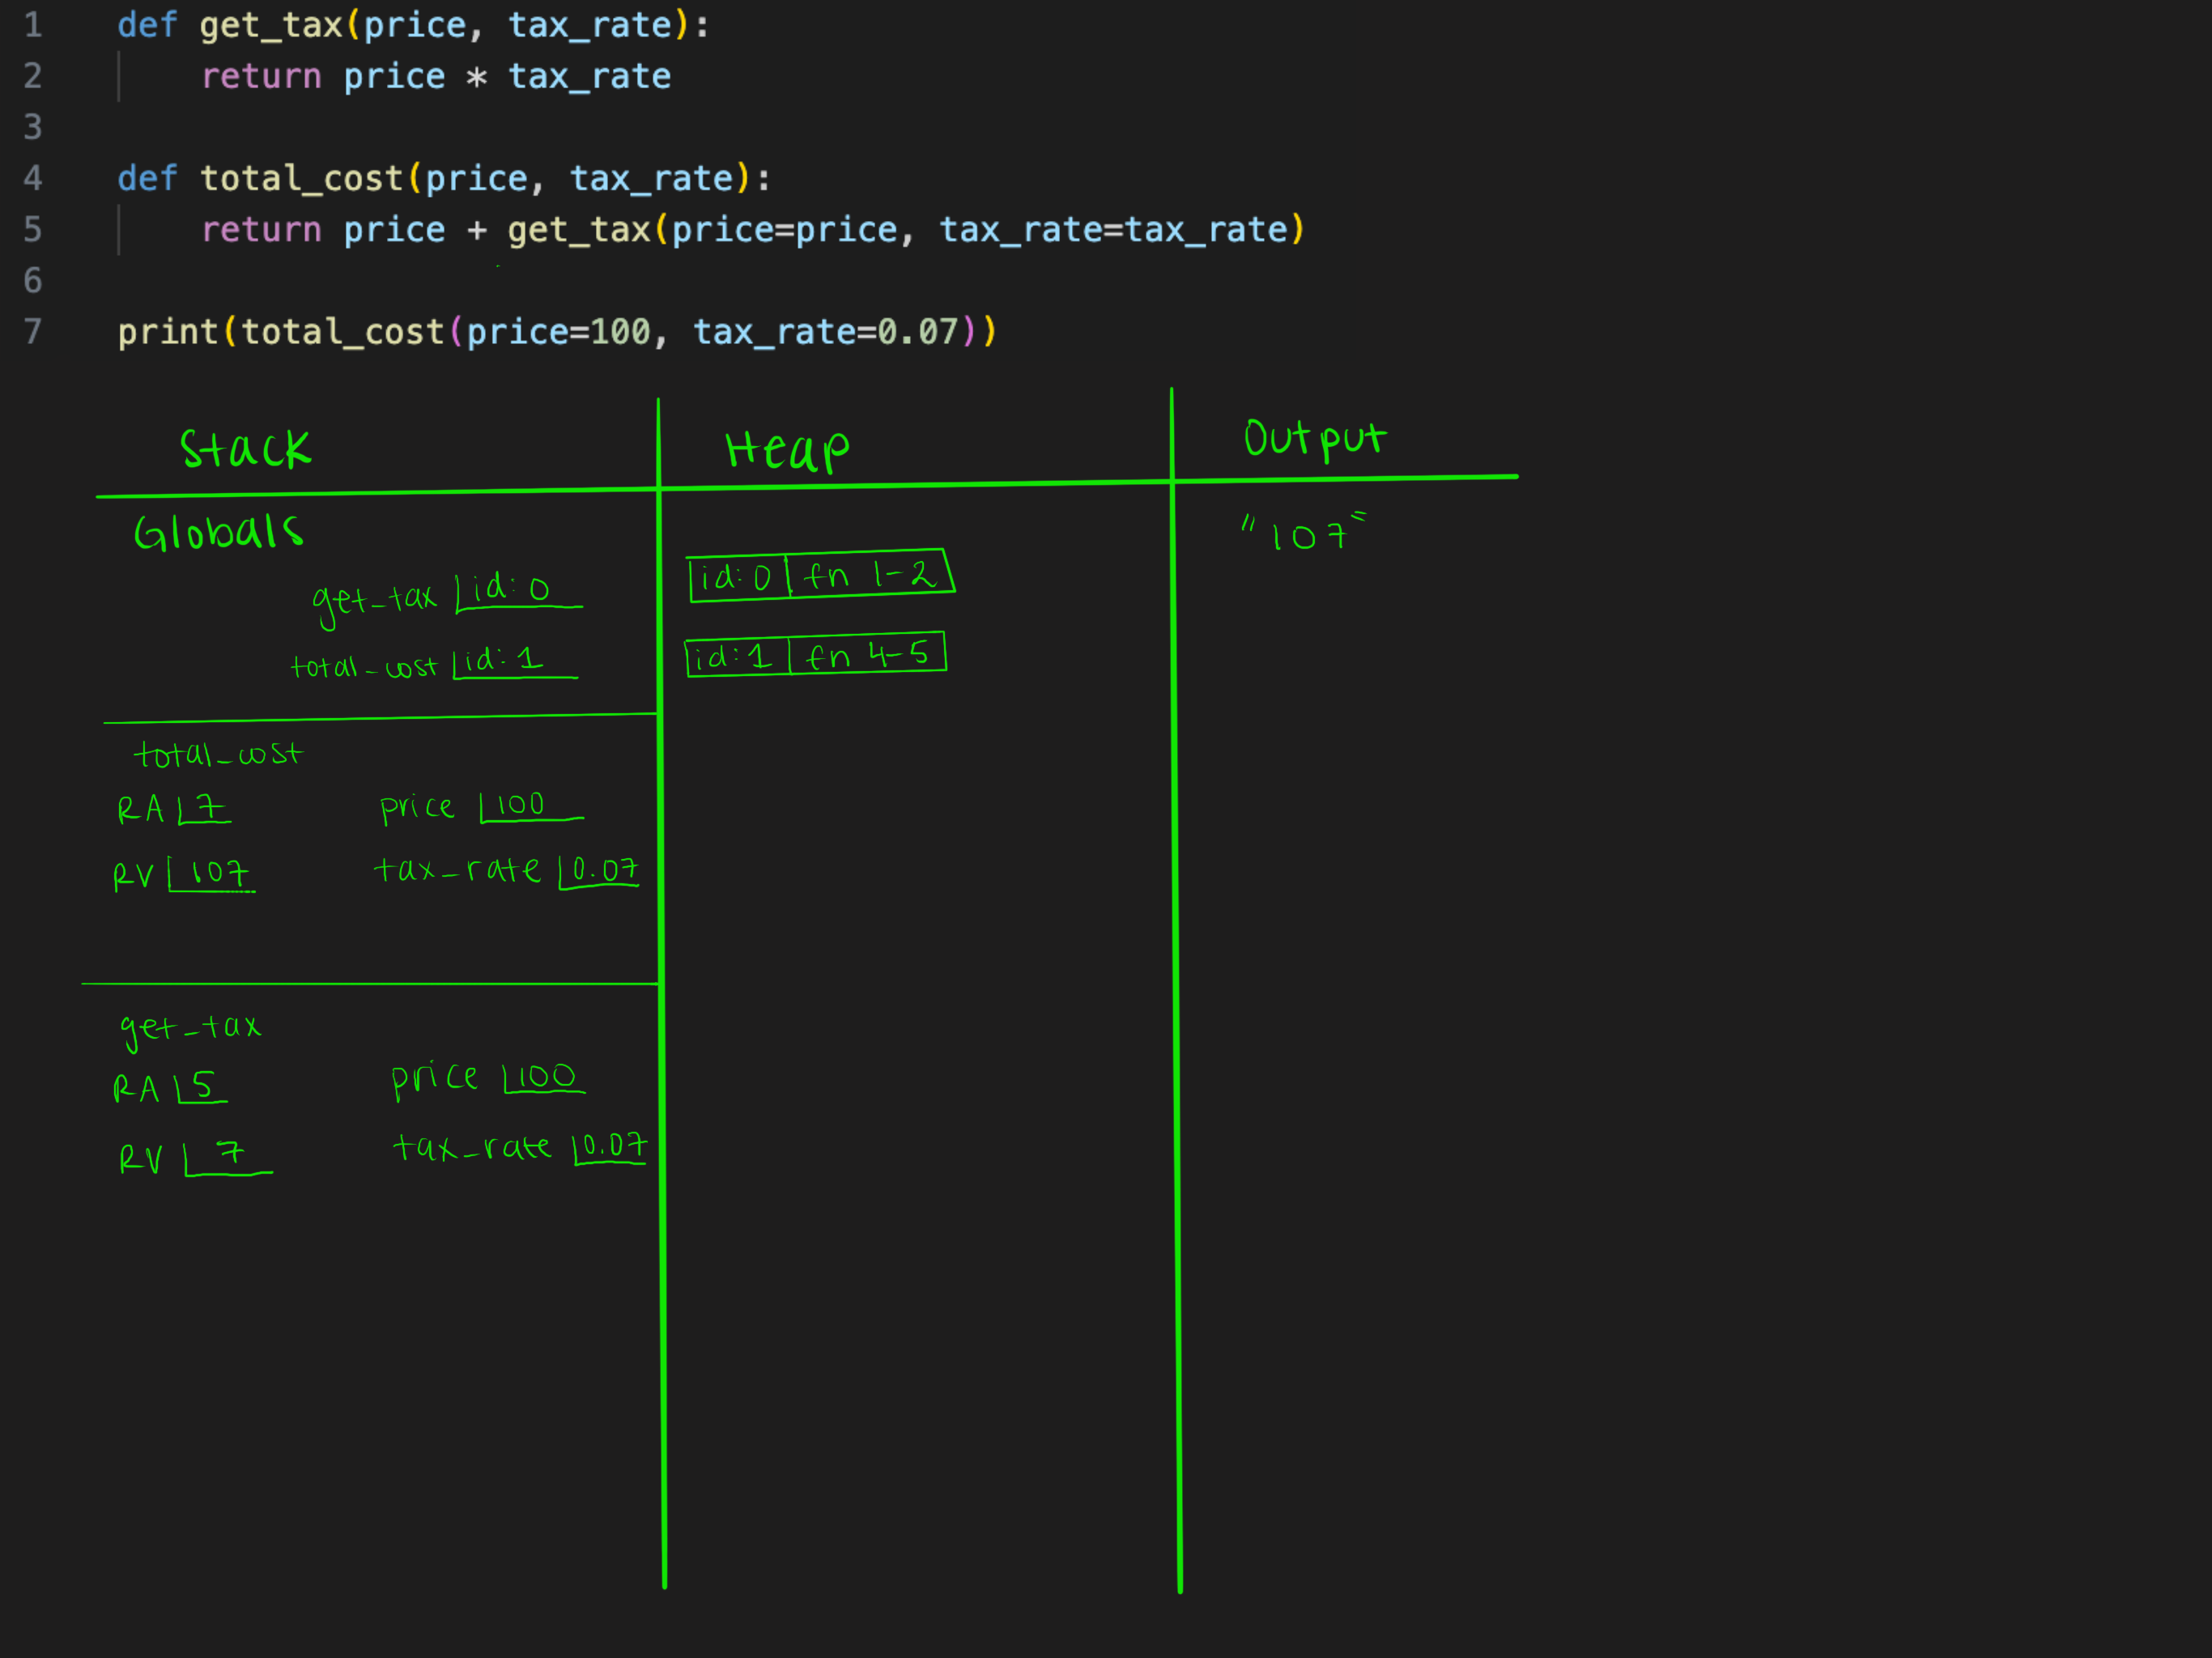 1 def get_tax(price, tax_rate):
2 return price * tax_rate
3
4 def total_cost(price, tax_rate):
5 return price + get_tax(price=price, tax_rate=tax_rate)
6
7 print(total_cost(price=100, tax_rate=0.07))
Stack
Heap
Output
Globals
get_tax id: 0
total_cost id: 1
total_cost
RA 7
price 100
RV 107
tax_rate 0.07
get_tax
RA 5
price 100
RV 7
tax_rate 0.07
id: 0 fn 1-2
id: 1 fn 4-5
"107"